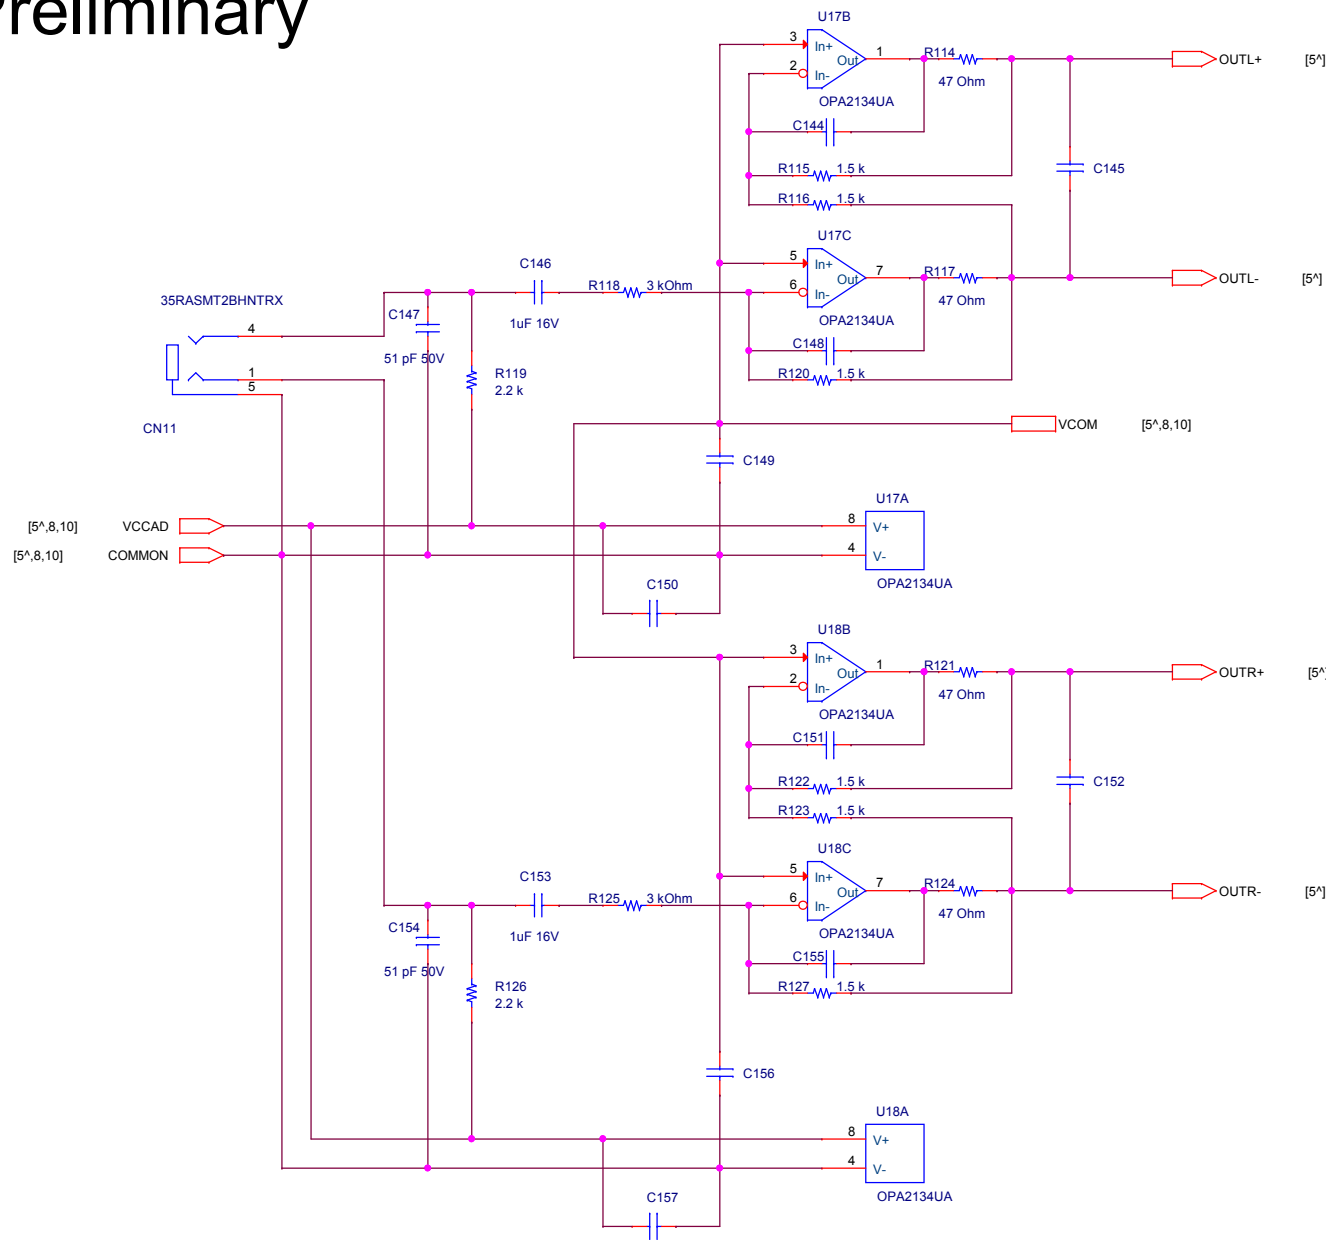 Preliminary
U17B
3 In+
2 In-
Out 1
OPA2134UA
R114
47 Ohm
OUTL+ [5^]
C144
R115 1.5 k
R116 1.5 k
C145
U17C
5 In+
6 In-
Out 7
OPA2134UA
R117
47 Ohm
OUTL- [5^]
C146
1uF 16V
R118 3 kOhm
35RASMT2BHNTRX
4
1
5
CN11
C147
51 pF 50V
R119
2.2 k
C148
R120 1.5 k
VCOM [5^,8,10]
C149
[5^,8,10] VCCAD
[5^,8,10] COMMON
U17A
8 V+
4 V-
OPA2134UA
C150
U18B
3 In+
2 In-
Out 1
OPA2134UA
R121
47 Ohm
OUTR+ [5^
C151
R122 1.5 k
R123 1.5 k
C152
U18C
5 In+
6 In-
Out 7
OPA2134UA
R124
47 Ohm
OUTR- [5^]
C153
1uF 16V
R125 3 kOhm
C154
51 pF 50V
R126
2.2 k
C155
R127 1.5 k
C156
U18A
8 V+
4 V-
OPA2134UA
C157